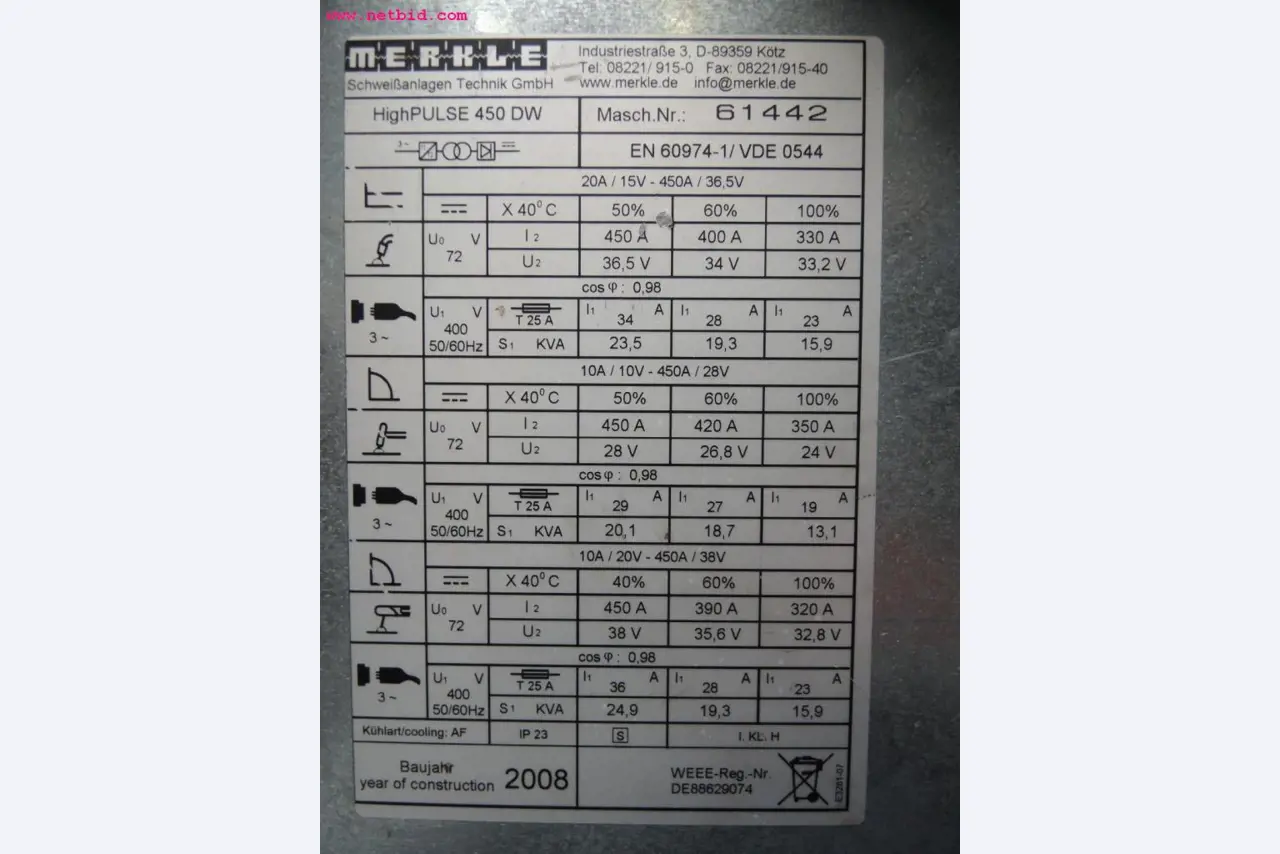 www.netbid.com
MERKLE
Schweißanlagen Technik GmbH
Industriestraße 3, D-89359 Kötz
Tel: 08221/ 915-0 Fax: 08221/915-40
www.merkle.de info@merkle.de
HighPULSE 450 DW
Masch.Nr.: 61442
3~
EN 60974-1/ VDE 0544
20A / 15V - 450A / 36,5V
X 40⁰ C 50% 60% 100%
U0 V 72
I2 450 A 400 A 330 A
U2 36,5 V 34 V 33,2 V
cos φ : 0,98
3 ~
U1 V 400 50/60Hz
T 25 A I1 34 A I1 28 A I1 23 A
S1 KVA 23,5 19,3 15,9
10A / 10V - 450A / 28V
X 40⁰ C 50% 60% 100%
U0 V 72
I2 450 A 420 A 350 A
U2 28 V 26,8 V 24 V
cos φ : 0,98
3 ~
U1 V 400 50/60Hz
T 25 A I1 29 A I1 27 A I1 19 A
S1 KVA 20,1 18,7 13,1
10A / 20V - 450A / 38V
X 40⁰ C 40% 60% 100%
U0 V 72
I2 450 A 390 A 320 A
U2 38 V 35,6 V 32,8 V
cos φ : 0,98
3 ~
U1 V 400 50/60Hz
T 25 A I1 36 A I1 28 A I1 23 A
S1 KVA 24,9 19,3 15,9
Kühlart/cooling: AF IP 23 S I. KL. H
Baujahr
year of construction 2008
WEEE-Reg.-Nr.
DE88629074
E3281-07